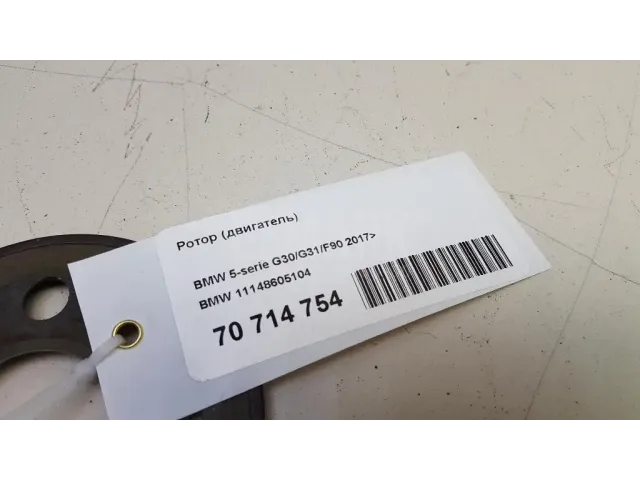 Ротор (двигатель)
BMW 5-serie G30/G31/F90 2017>
BMW 11148605104
70 714 754